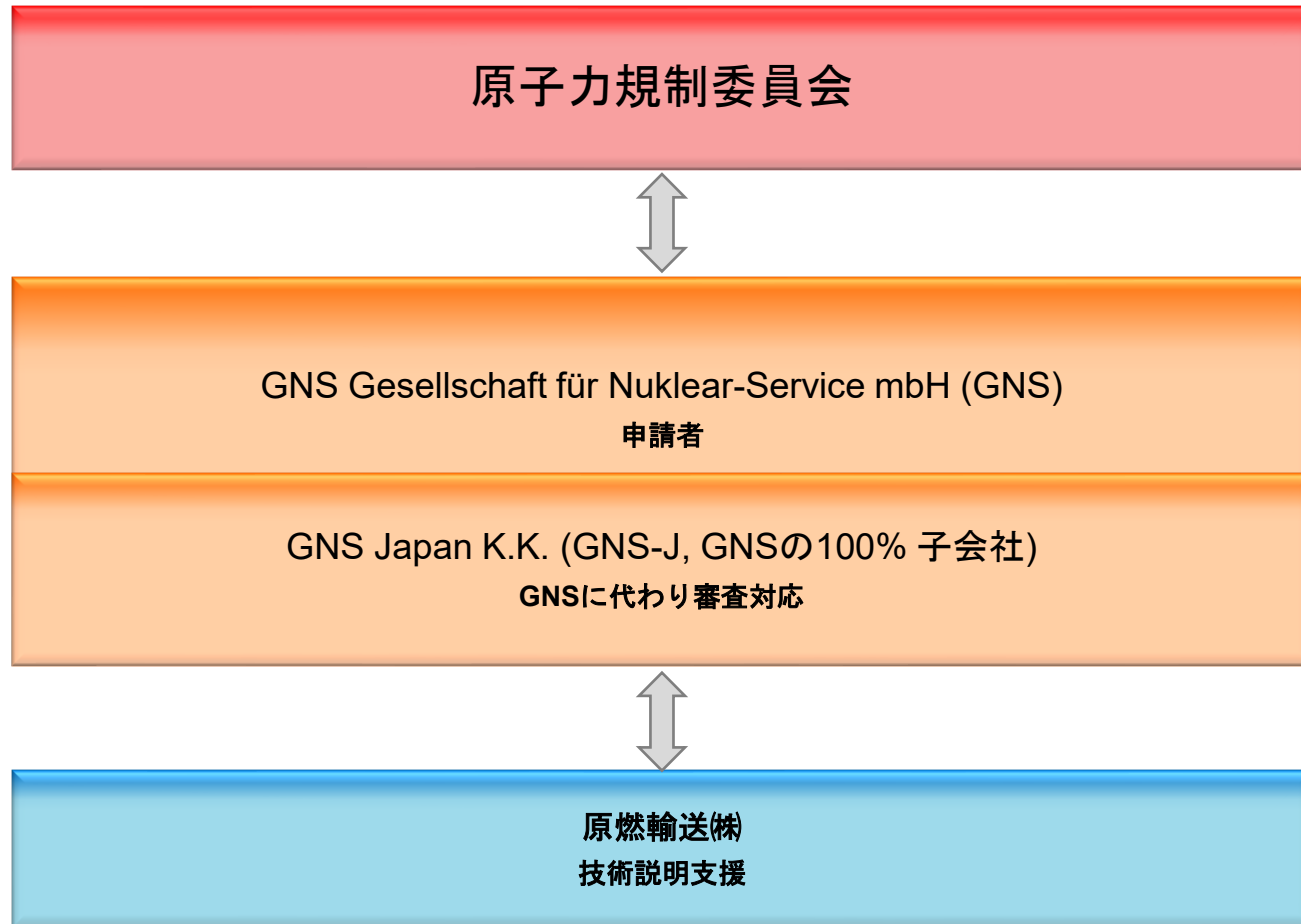 原子力規制委員会
GNS Gesellschaft für Nuklear-Service mbH (GNS)
申請者
GNS Japan K.K. (GNS-J, GNSの100% 子会社)
GNSに代わり審査対応
原燃輸送㈱
技術説明支援